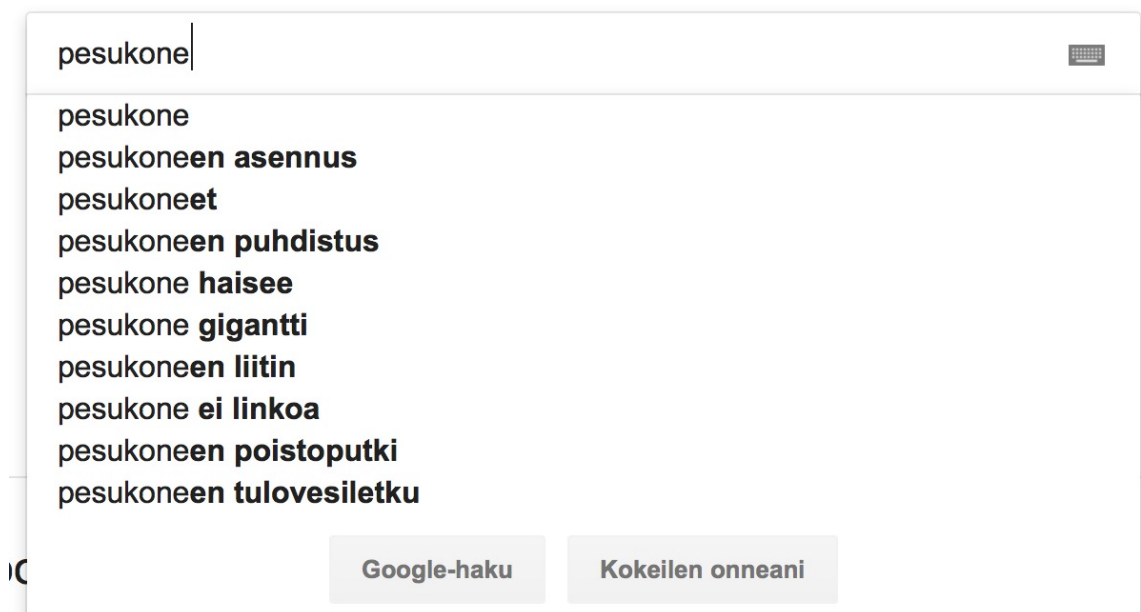 pesukone
pesukone
pesukoneen asennus
pesukoneet
pesukoneen puhdistus
pesukone haisee
pesukone gigantti
pesukoneen liitin
pesukone ei linkoa
pesukoneen poistoputki
pesukoneen tulovesiletku
Google-haku Kokeilen onneani